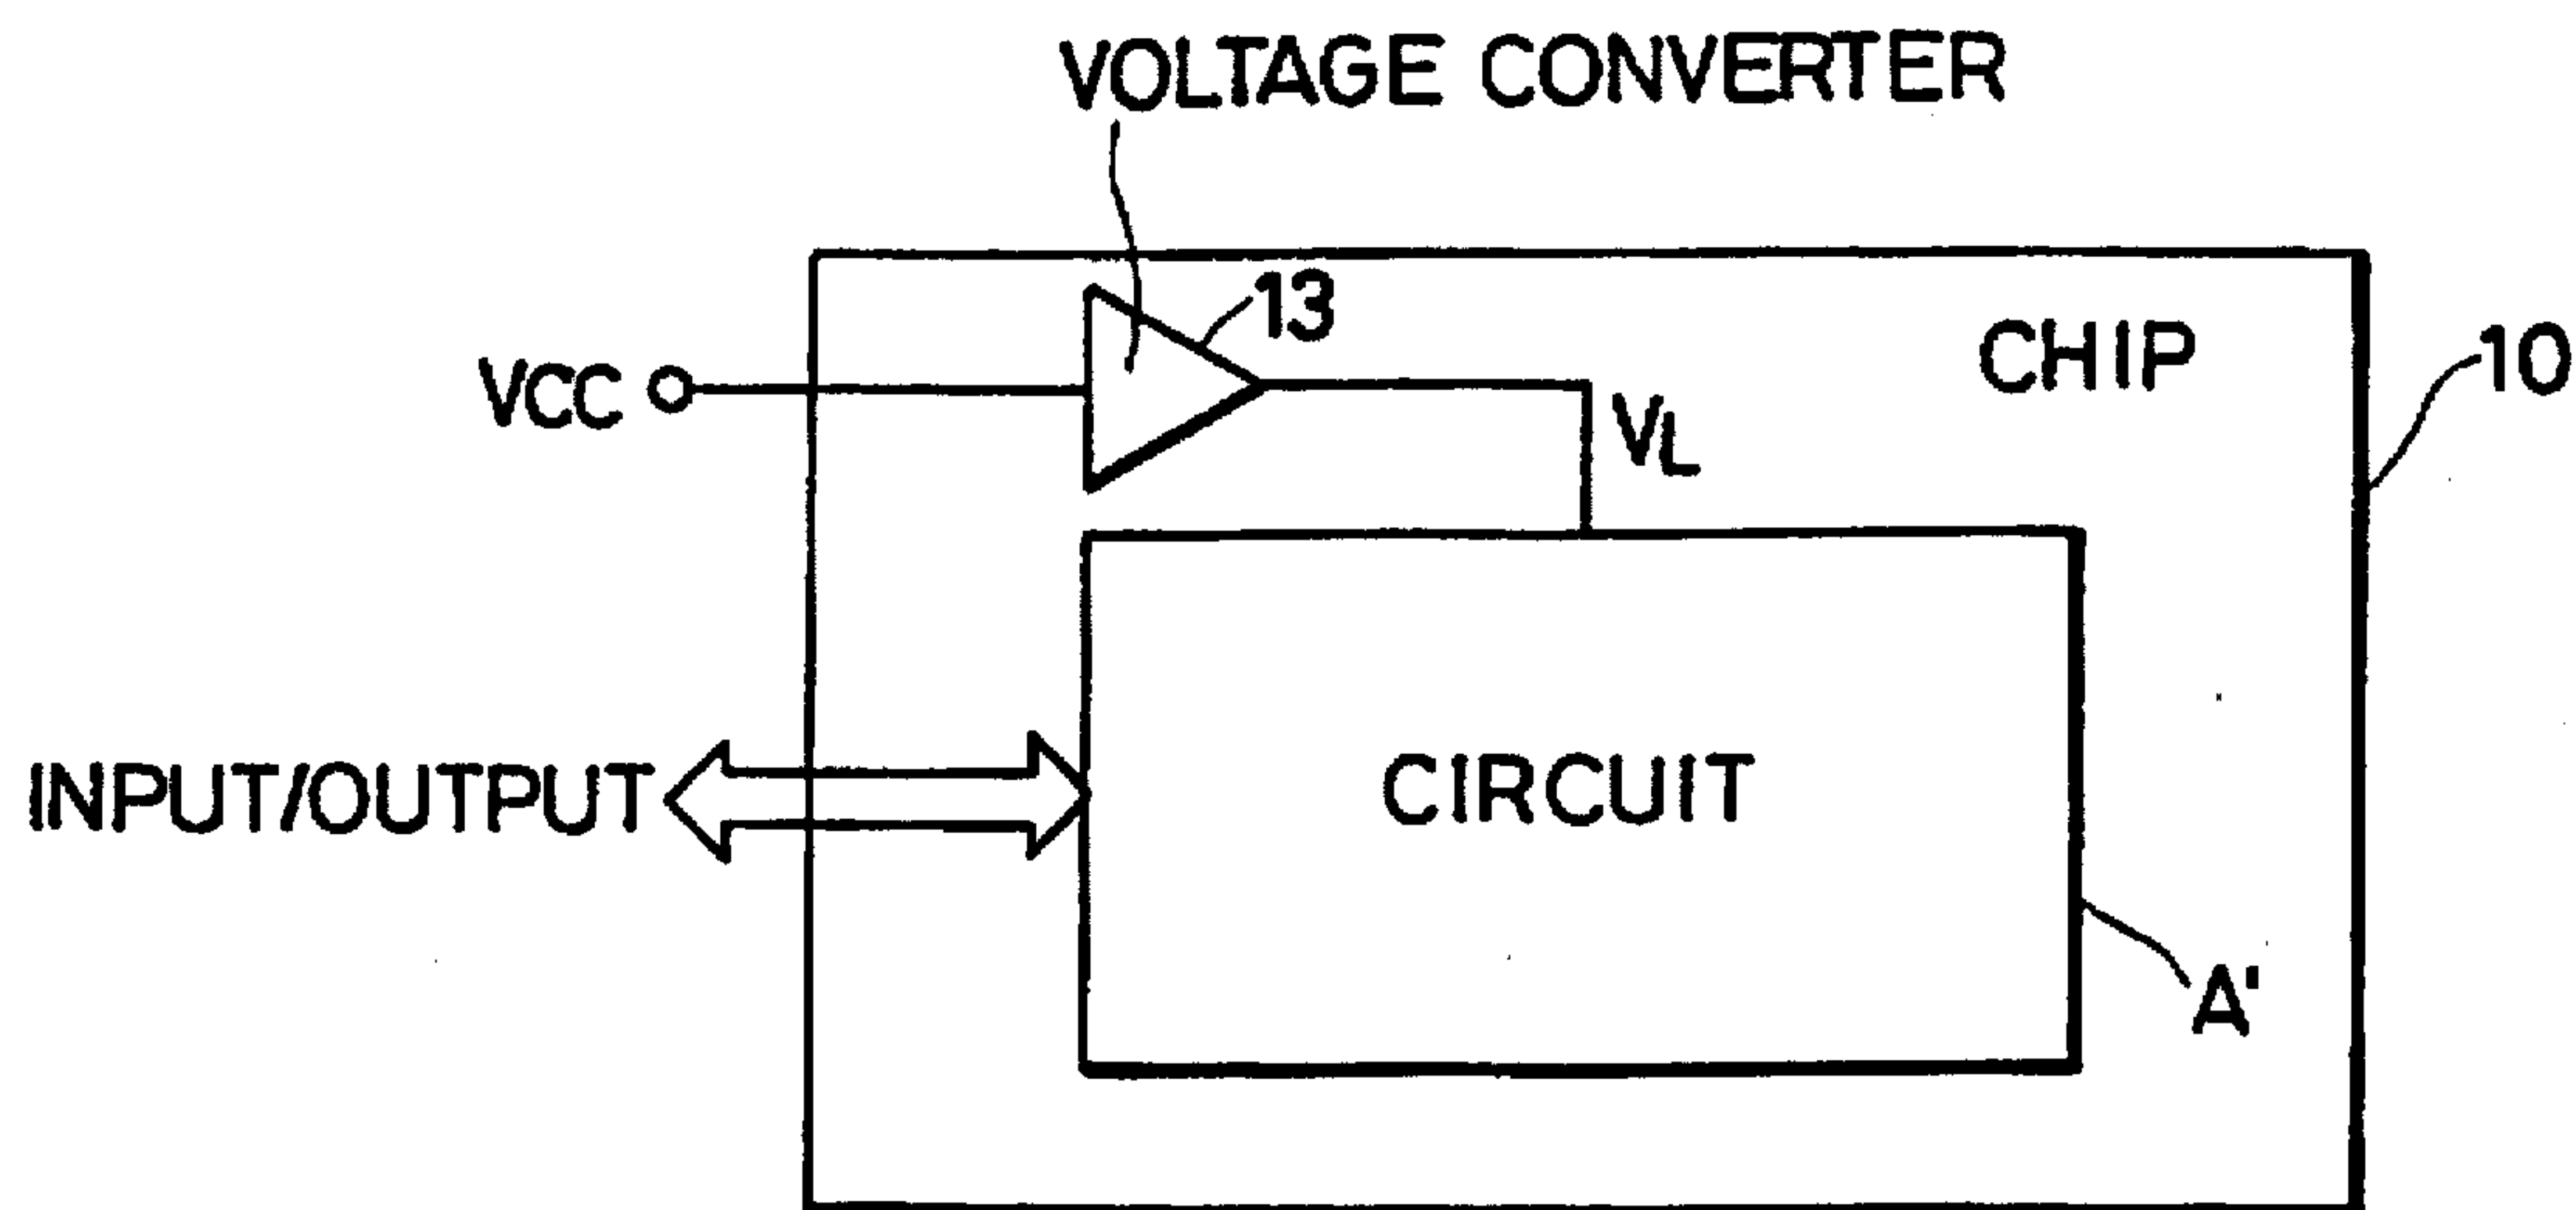 VOLTAGE CONVERTER
13
CHIP
10
VCC
VL
INPUT/OUTPUT
CIRCUIT
A'